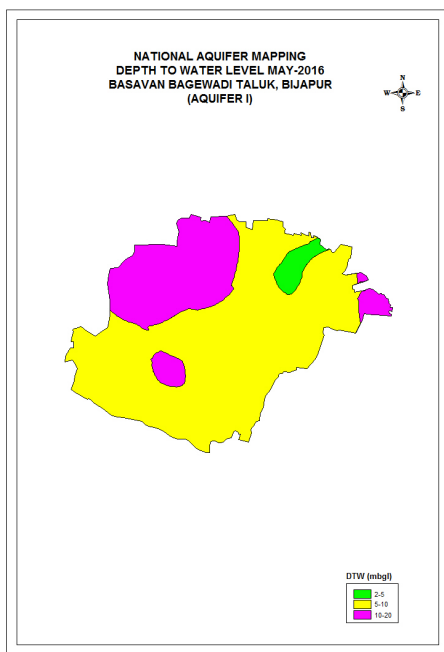 NATIONAL AQUIFER MAPPING
DEPTH TO WATER LEVEL MAY-2016
BASAVAN BAGEWADI TALUK, BIJAPUR
(AQUIFER I)
N
W E
S
DTW (mbgl)
2-5
5-10
10-20